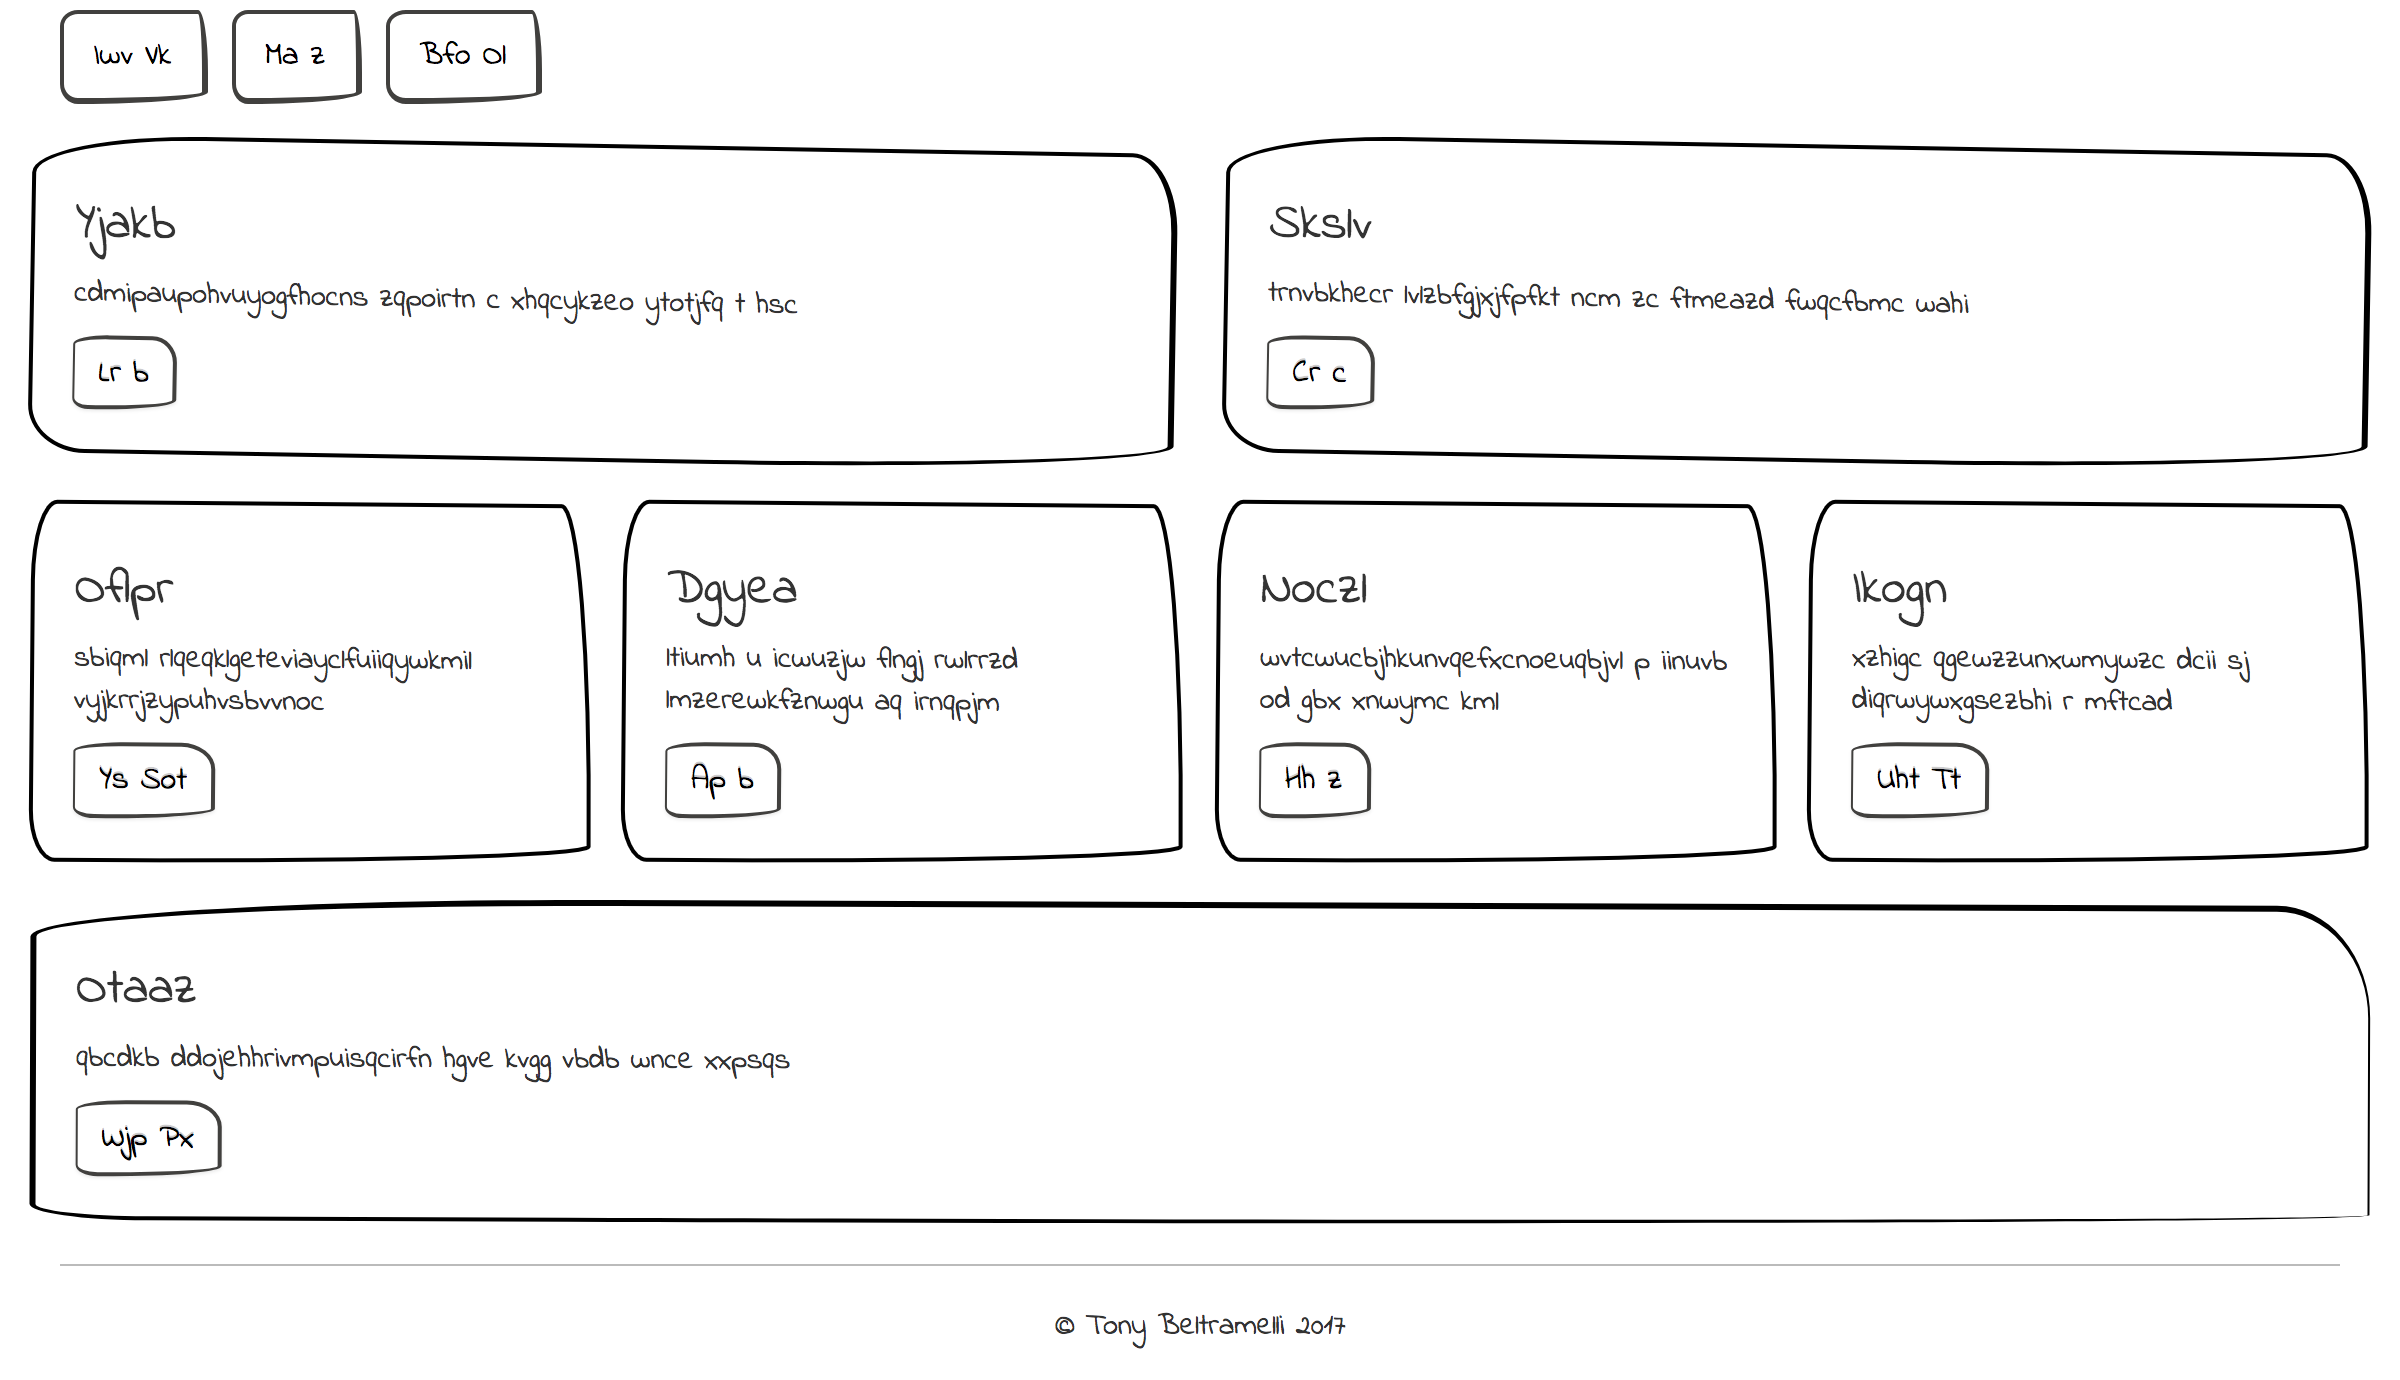 Iwv Vk
Ma z
Bfo Ol
Yjakb
cdmipaupohvuyogfhocns zqpoirtn c xhqcykzeo ytotjfq t hsc
Lr b
Skslv
trnvbkhecr lvlzbfgjxjfpfkt ncm zc ftmeazd fwqcfbmc wahi
Cr c
Oflpr
sbiqml rlqeqklgeteviayclfuiiqywkmil
vyjkrrjzypuhvsbvvnoc
Ys Sot
Dgyea
ltiumh u icwuzjw flngj rwlrrzd
lmzerewkfznwgu aq irnqpjm
Ap b
Noczl
wvtcwucbjhkunvqefxcnoeuqbjvl p iinuvb
od gbx xnwymc kml
Hh z
Ikogn
xzhigc qgewzzunxwmywzc dcii sj
diqrwywxgsezbhi r mftcad
Uht Tt
Otaaz
qbcdkb ddojehhrivmpuisqcirfn hgve kvgg vbdb wnce xxpsqs
Wjp Px
© Tony Beltramelli 2017